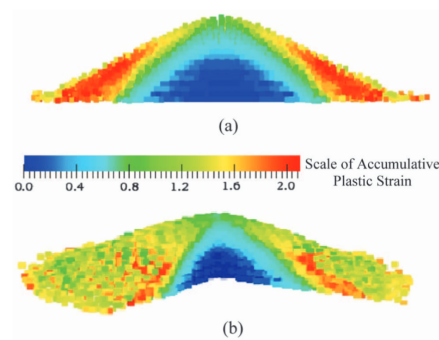 (a)
Scale of Accumulative
Plastic Strain
0.0 0.4 0.8 1.2 1.6 2.0
(b)